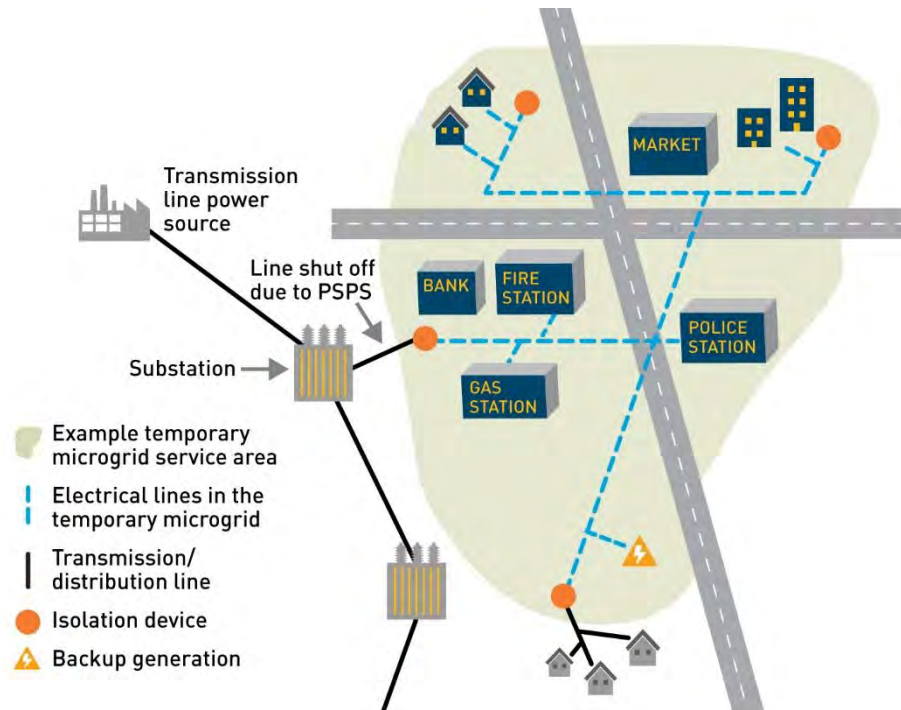 MARKET
Transmission
line power
source
Line shut off
due to PSPS
BANK
FIRE
STATION
POLICE
STATION
Substation
GAS
STATION
Example temporary
microgrid service area
Electrical lines in the
temporary microgrid
Transmission/
distribution line
Isolation device
Backup generation